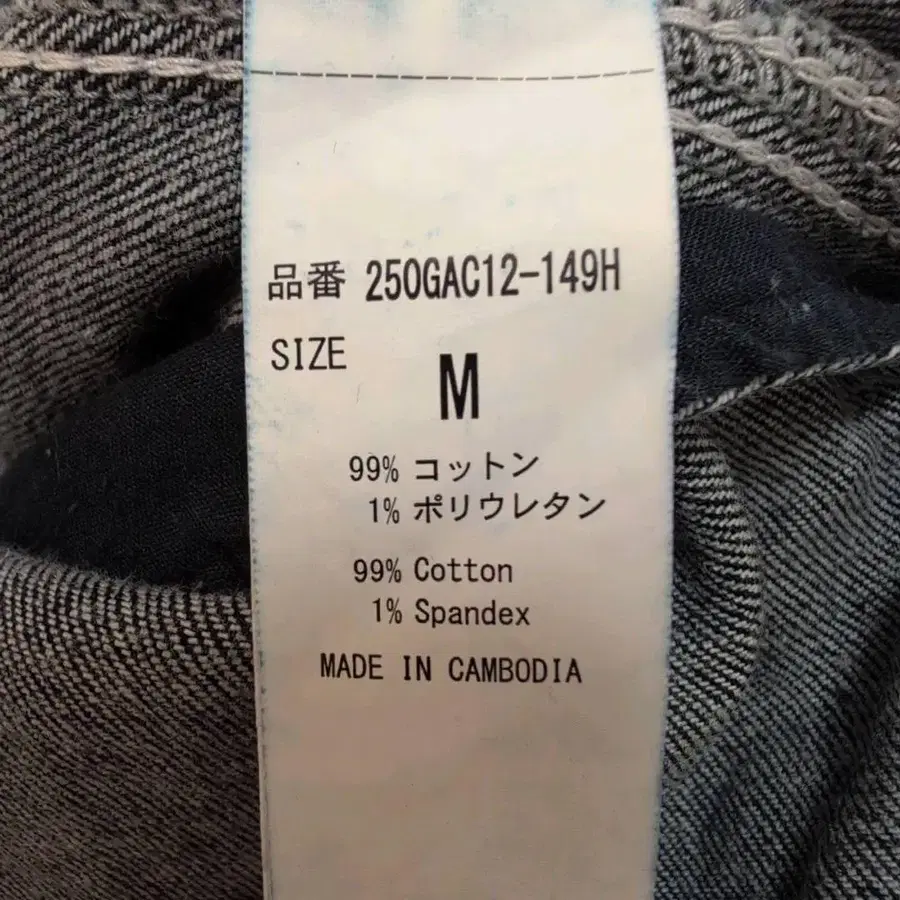 品番 250GAC12-149H
SIZE
M
99% コットン
1% ポリウレタン
99% Cotton
1% Spandex
MADE IN CAMBODIA